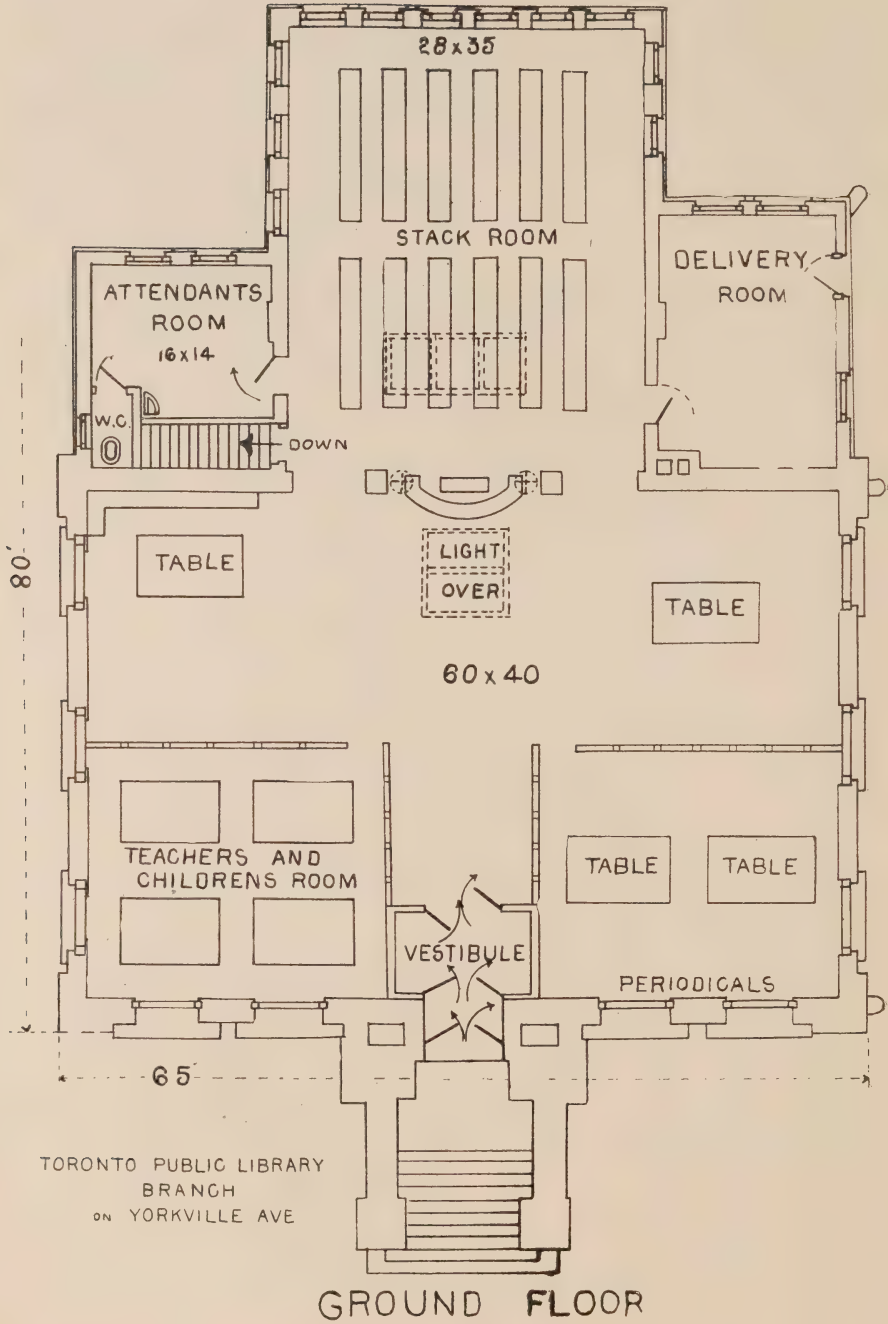 28x35
STACK ROOM
DELIVERY
ROOM
ATTENDANTS
ROOM
16x14
W.C.
DOWN
80'
TABLE
LIGHT
OVER
TABLE
60x40
TEACHERS AND
CHILDRENS ROOM
TABLE
TABLE
VESTIBULE
PERIODICALS
65
TORONTO PUBLIC LIBRARY
BRANCH
ON YORKVILLE AVE
GROUND FLOOR